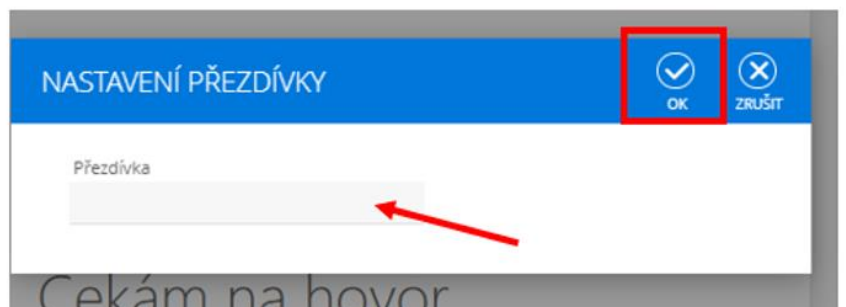 NASTAVENÍ PŘEZDÍVKY
OK
ZRUŠIT
Přezdívka
Čekám na hovor